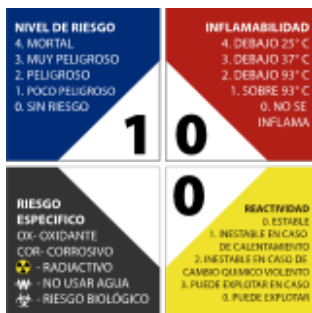 NIVEL DE RIESGO
4. MORTAL
3. MUY PELIGROSO
2. PELIGROSO
1. POCO PELIGROSO
0. SIN RIESGO
1
INFLAMABILIDAD
4. DEBAJO 25° C
3. DEBAJO 37° C
2. DEBAJO 93° C
1. SOBRE 93° C
0. NO SE
INFLAMA
0
RIESGO
ESPECIFICO
OX- OXIDANTE
COR- CORROSIVO
- RADIACTIVO
W - NO USAR AGUA
- RIESGO BIOLÓGICO
0
REACTIVIDAD
0. ESTABLE
1. INESTABLE EN CASO
DE CALENTAMIENTO
2. INESTABLE EN CASO DE
CAMBIO QUIMICO VIOLENTO
3. PUEDE EXPLOTAR EN CASO
0. PUEDE EXPLOTAR